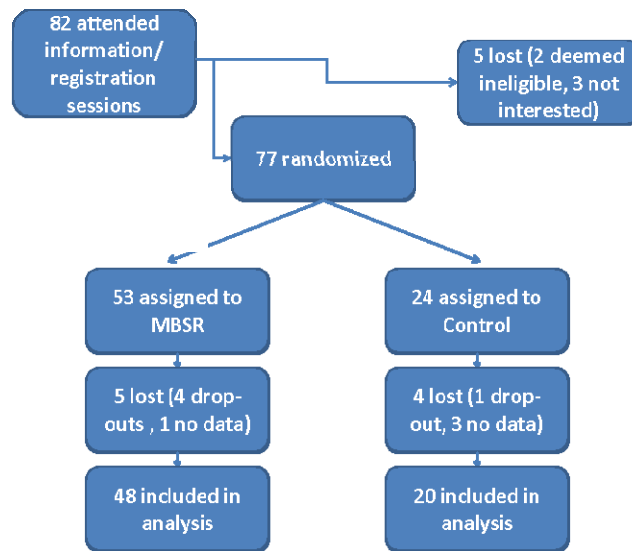 82 attended
information/
registration
sessions
5 lost (2 deemed
ineligible, 3 not
interested)
77 randomized
53 assigned to
MBSR
24 assigned to
Control
5 lost (4 drop-
outs , 1 no data)
4 lost (1 drop-
out, 3 no data)
48 included in
analysis
20 included in
analysis